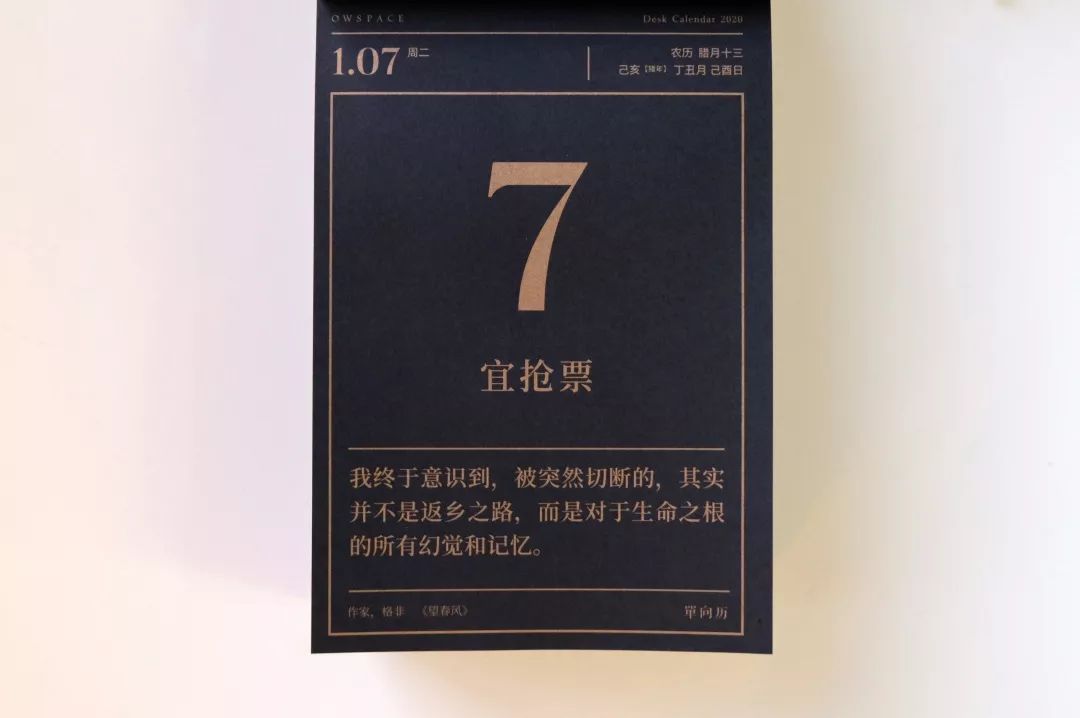 OWSPACE Desk Calendar 2020
1.07 周二 农历 腊月十三
己亥【猪年】 丁丑月 己酉日
7
宜抢票
我终于意识到，被突然切断的，其实
并不是返乡之路，而是对于生命之根
的所有幻觉和记忆。
作家，格非 《望春风》 單向历